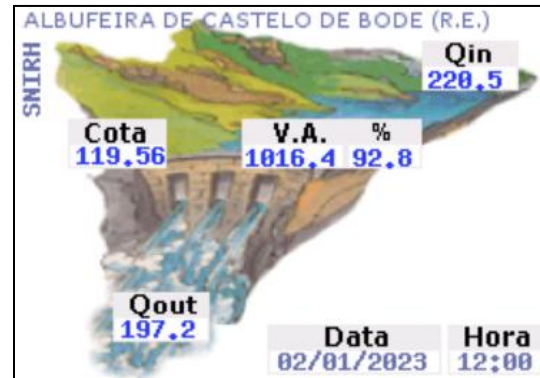 ALBUFEIRA DE CASTELO DE BODE (R.E.)
SNIRH
Qin
220.5
Cota
119.56
V.A. %
1016.4 92.8
Qout
197.2
Data Hora
02/01/2023 12:00